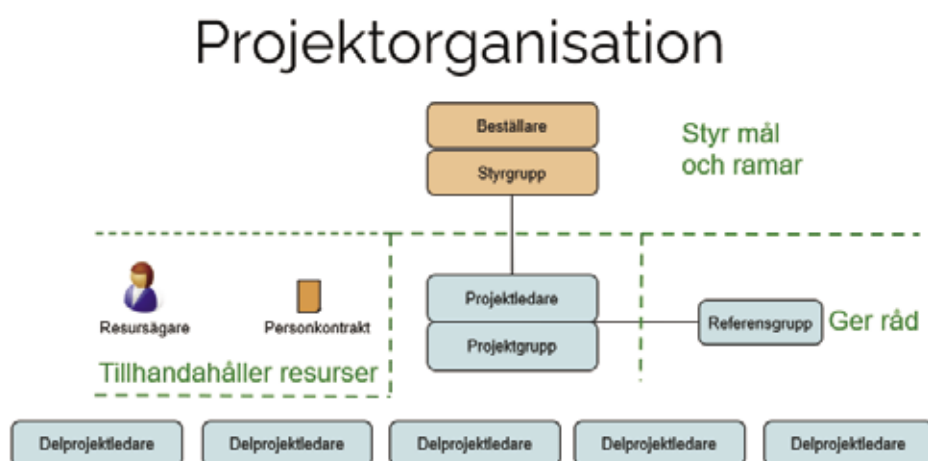 Projektorganisation
Beställare
Styrgrupp
Styr mål
och ramar
Resursägare
Personkontrakt
Tillhandahåller resurser
Projektledare
Projektgrupp
Referensgrupp
Ger råd
Delprojektledare
Delprojektledare
Delprojektledare
Delprojektledare
Delprojektledare